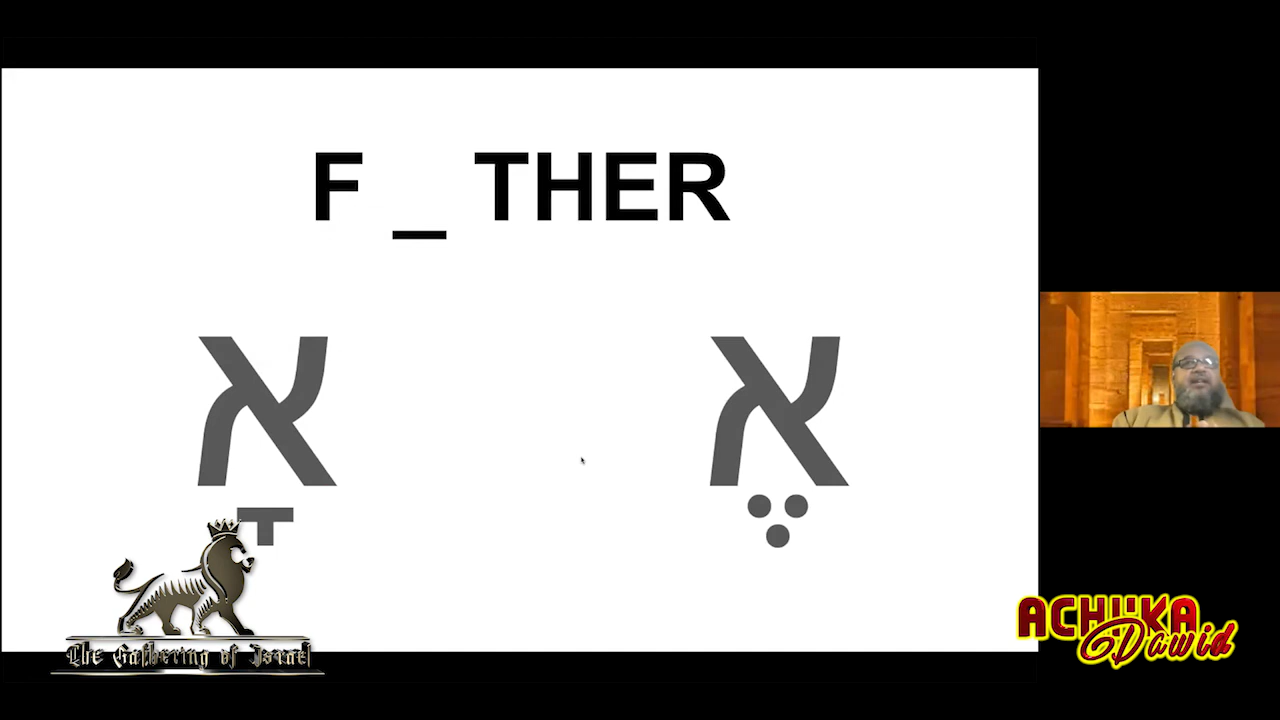 F _ THER
אָ אֶ
The Gathering of Israel
ACHUKA
Dawid